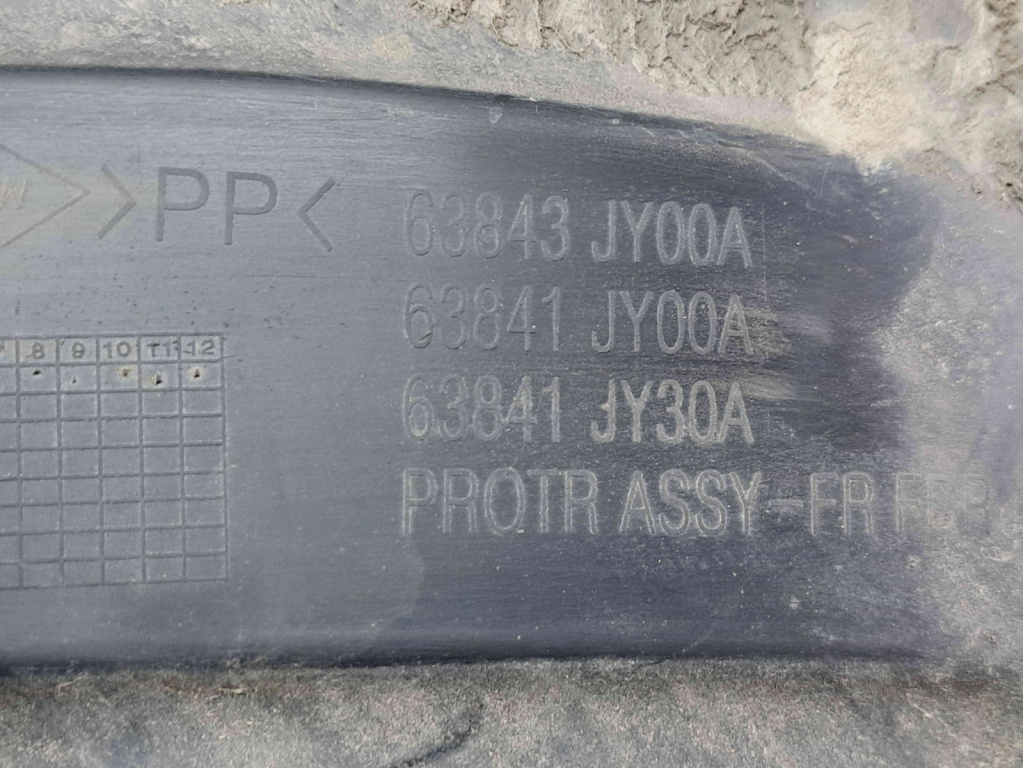 >PP<
63843 JY00A
63841 JY00A
63841 JY30A
PROTR ASSY-FR
8 9 10 11 12